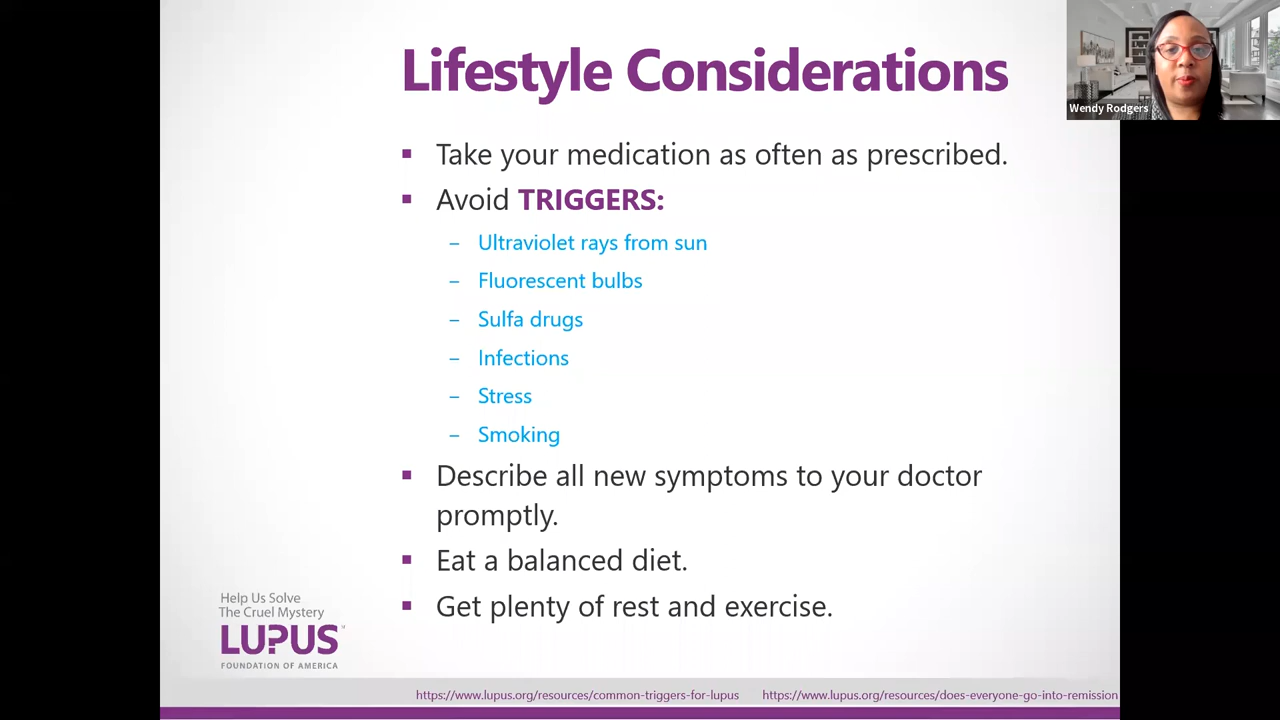 Lifestyle Considerations
Wendy Rodgers
▪ Take your medication as often as prescribed.
▪ Avoid TRIGGERS:
– Ultraviolet rays from sun
– Fluorescent bulbs
– Sulfa drugs
– Infections
– Stress
– Smoking
▪ Describe all new symptoms to your doctor
promptly.
▪ Eat a balanced diet.
▪ Get plenty of rest and exercise.
Help Us Solve
The Cruel Mystery
LUPUS
FOUNDATION OF AMERICA
https://www.lupus.org/resources/common-triggers-for-lupus https://www.lupus.org/resources/does-everyone-go-into-remission